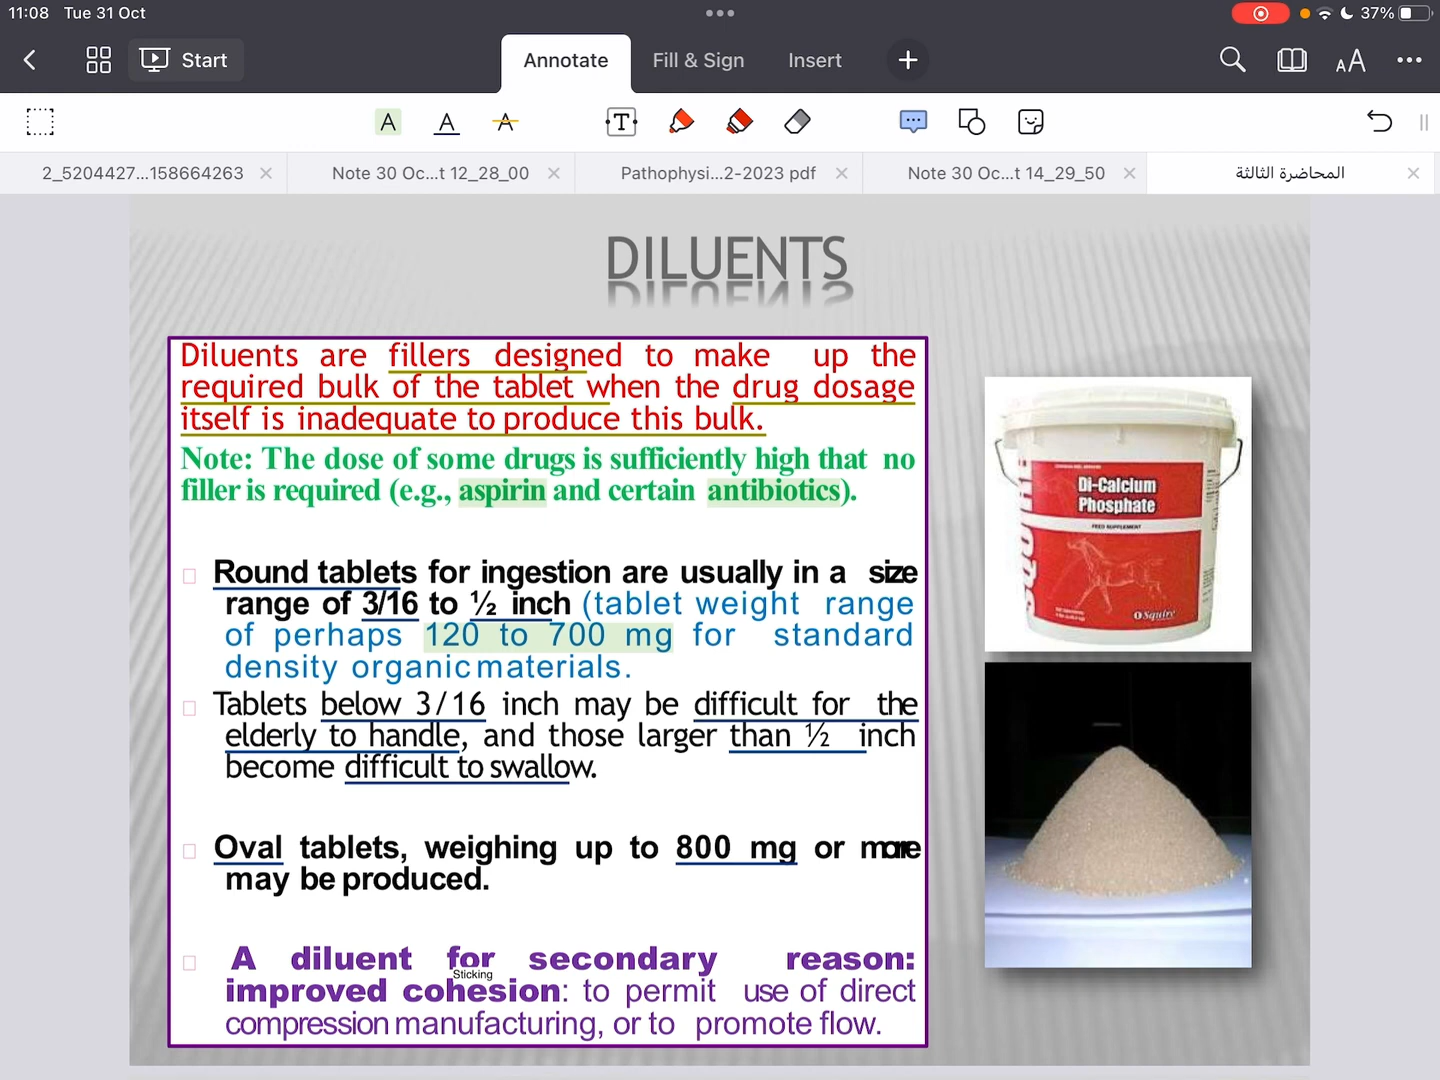 11:08 Tue 31 Oct
37%
Start
Annotate
Fill & Sign
Insert
2_5204427...158664263
Note 30 Oc...t 12_28_00
Pathophysi...2-2023 pdf
Note 30 Oc...t 14_29_50
المحاضرة الثالثة
DILUENTS
Diluents are fillers designed to make up the
required bulk of the tablet when the drug dosage
itself is inadequate to produce this bulk.
Note: The dose of some drugs is sufficiently high that no
filler is required (e.g., aspirin and certain antibiotics).
Round tablets for ingestion are usually in a size
range of 3/16 to ½ inch (tablet weight range
of perhaps 120 to 700 mg for standard
density organic materials.
Tablets below 3/16 inch may be difficult for the
elderly to handle, and those larger than ½ inch
become difficult to swallow.
Oval tablets, weighing up to 800 mg or more
may be produced.
A diluent for secondary reason:
Sticking
improved cohesion: to permit use of direct
compression manufacturing, or to promote flow.
Di-Calcium
Phosphate
FEED SUPPLEMENT
Squire